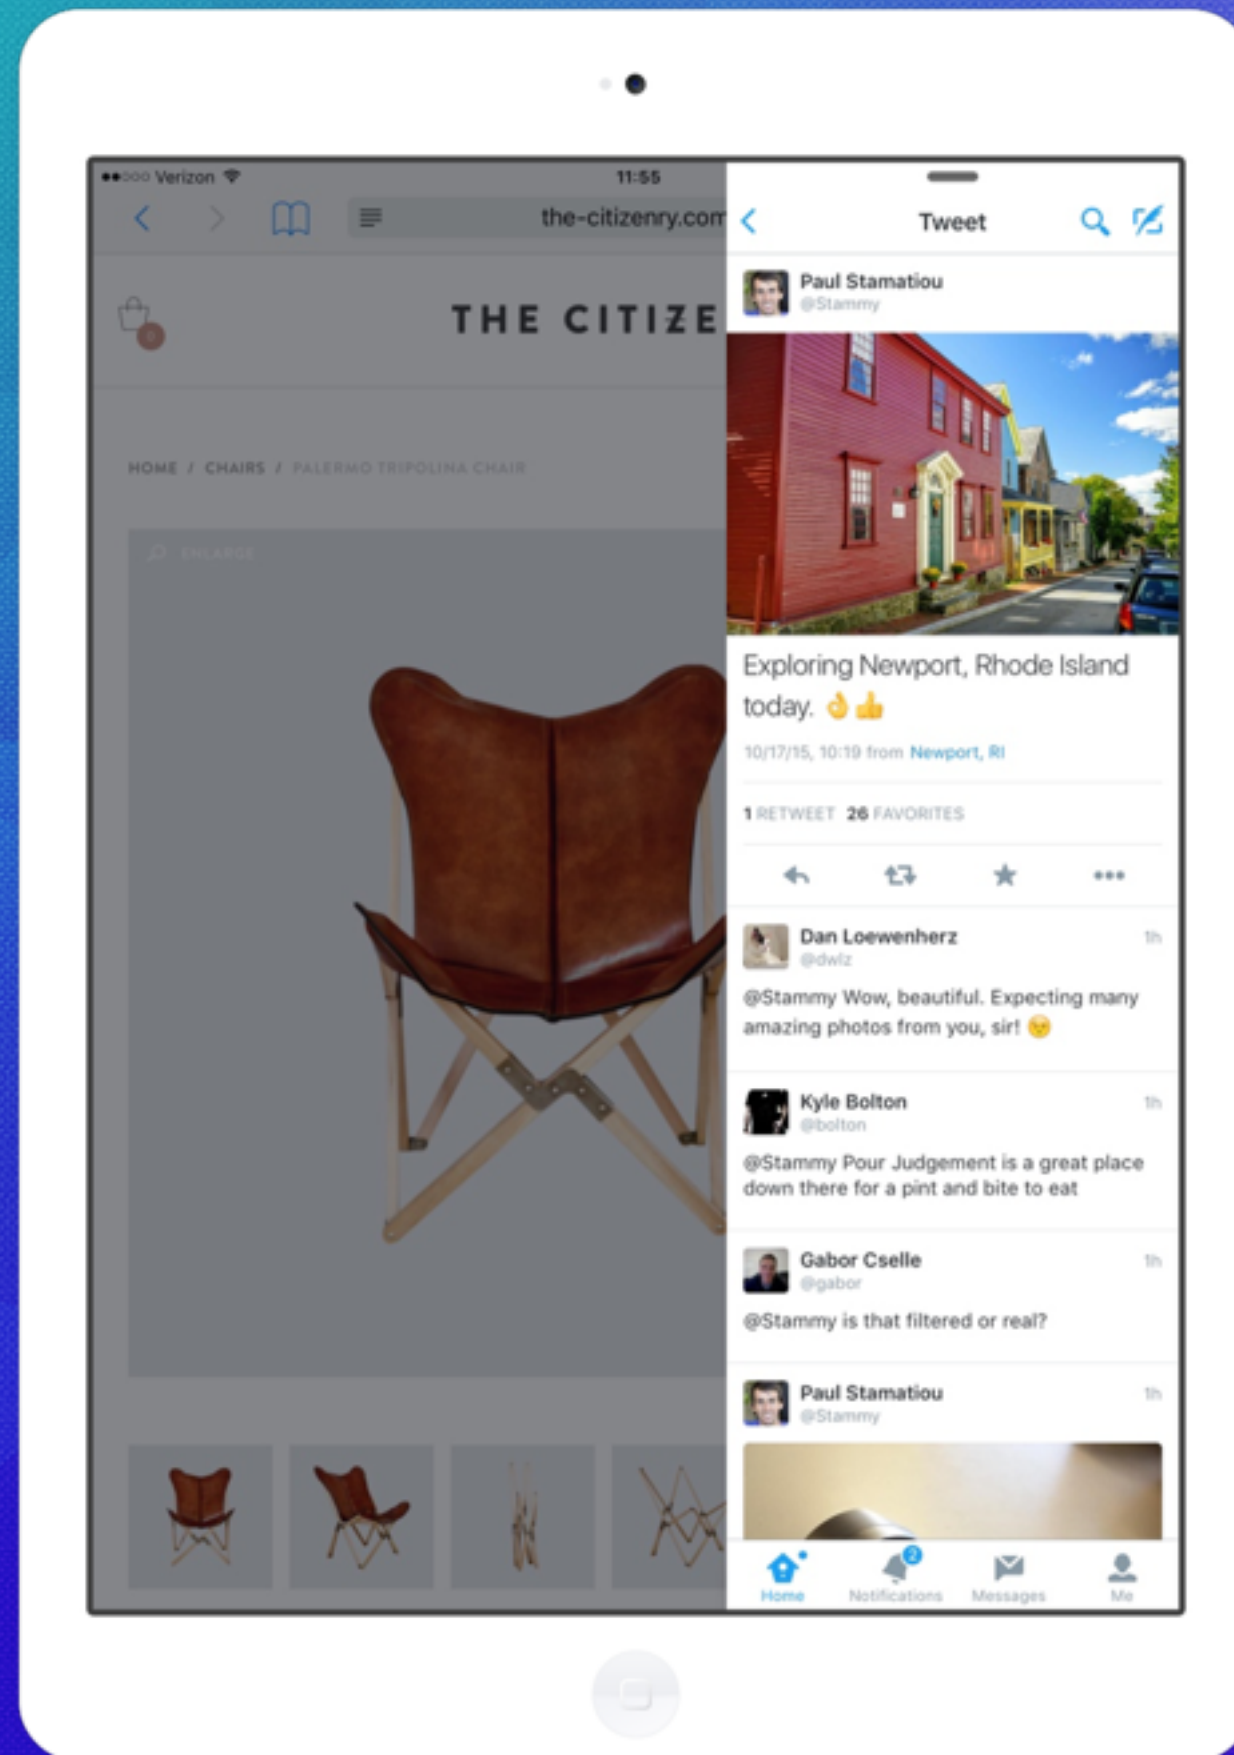 Verizon
11:55
the-citizenry.com
THE CITIZE
0
HOME / CHAIRS / PALERMO TRIPOLINA CHAIR
ENLARGE
Tweet
Paul Stamatiou
@Stammy
Exploring Newport, Rhode Island
today. 👌👍
10/17/15, 10:19 from Newport, RI
1 RETWEET 26 FAVORITES
Dan Loewenherz
1h
@dwlz
@Stammy Wow, beautiful. Expecting many
amazing photos from you, sir! 😉
Kyle Bolton
1h
@bolton
@Stammy Pour Judgement is a great place
down there for a pint and bite to eat
Gabor Cselle
1h
@gabor
@Stammy is that filtered or real?
Paul Stamatiou
1h
@Stammy
2
Home
Notifications
Messages
Me